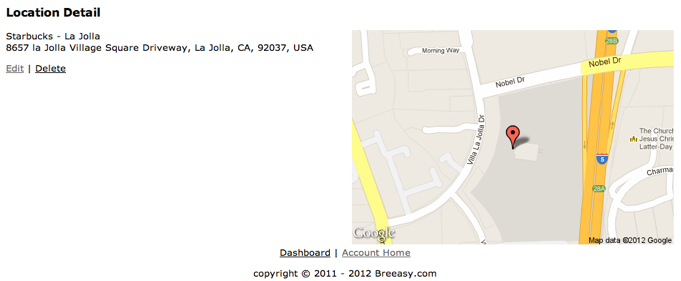 Location Detail
Starbucks - La Jolla
8657 la Jolla Village Square Driveway, La Jolla, CA, 92037, USA
Edit | Delete
Morning Way
Nobel Dr
Nobel Dr
28B
Villa La Jolla Dr
The Church
Jesus Chris
Latter-Day
5
Charma
28A
Google
Map data ©2012 Google
Dashboard | Account Home
copyright © 2011 - 2012 Breeasy.com